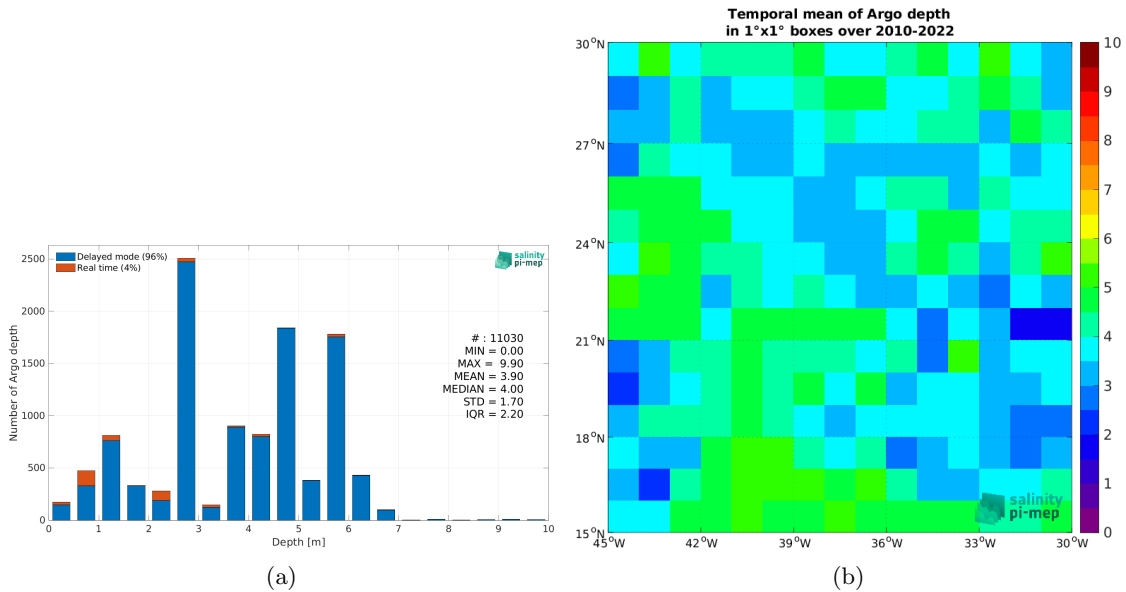 Delayed mode (96%)
Real time (4%)
salinity
pi-mep
# : 11030
MIN = 0.00
MAX = 9.90
MEAN = 3.90
MEDIAN = 4.00
STD = 1.70
IQR = 2.20
Number of Argo depth
2500
2000
1500
1000
500
0
0 1 2 3 4 5 6 7 8 9 10
Depth [m]
(a)
Temporal mean of Argo depth
in 1°x1° boxes over 2010-2022
30°N
27°N
24°N
21°N
18°N
15°N
45°W 42°W 39°W 36°W 33°W 30°W
salinity
pi-mep
10
9
8
7
6
5
4
3
2
1
0
(b)